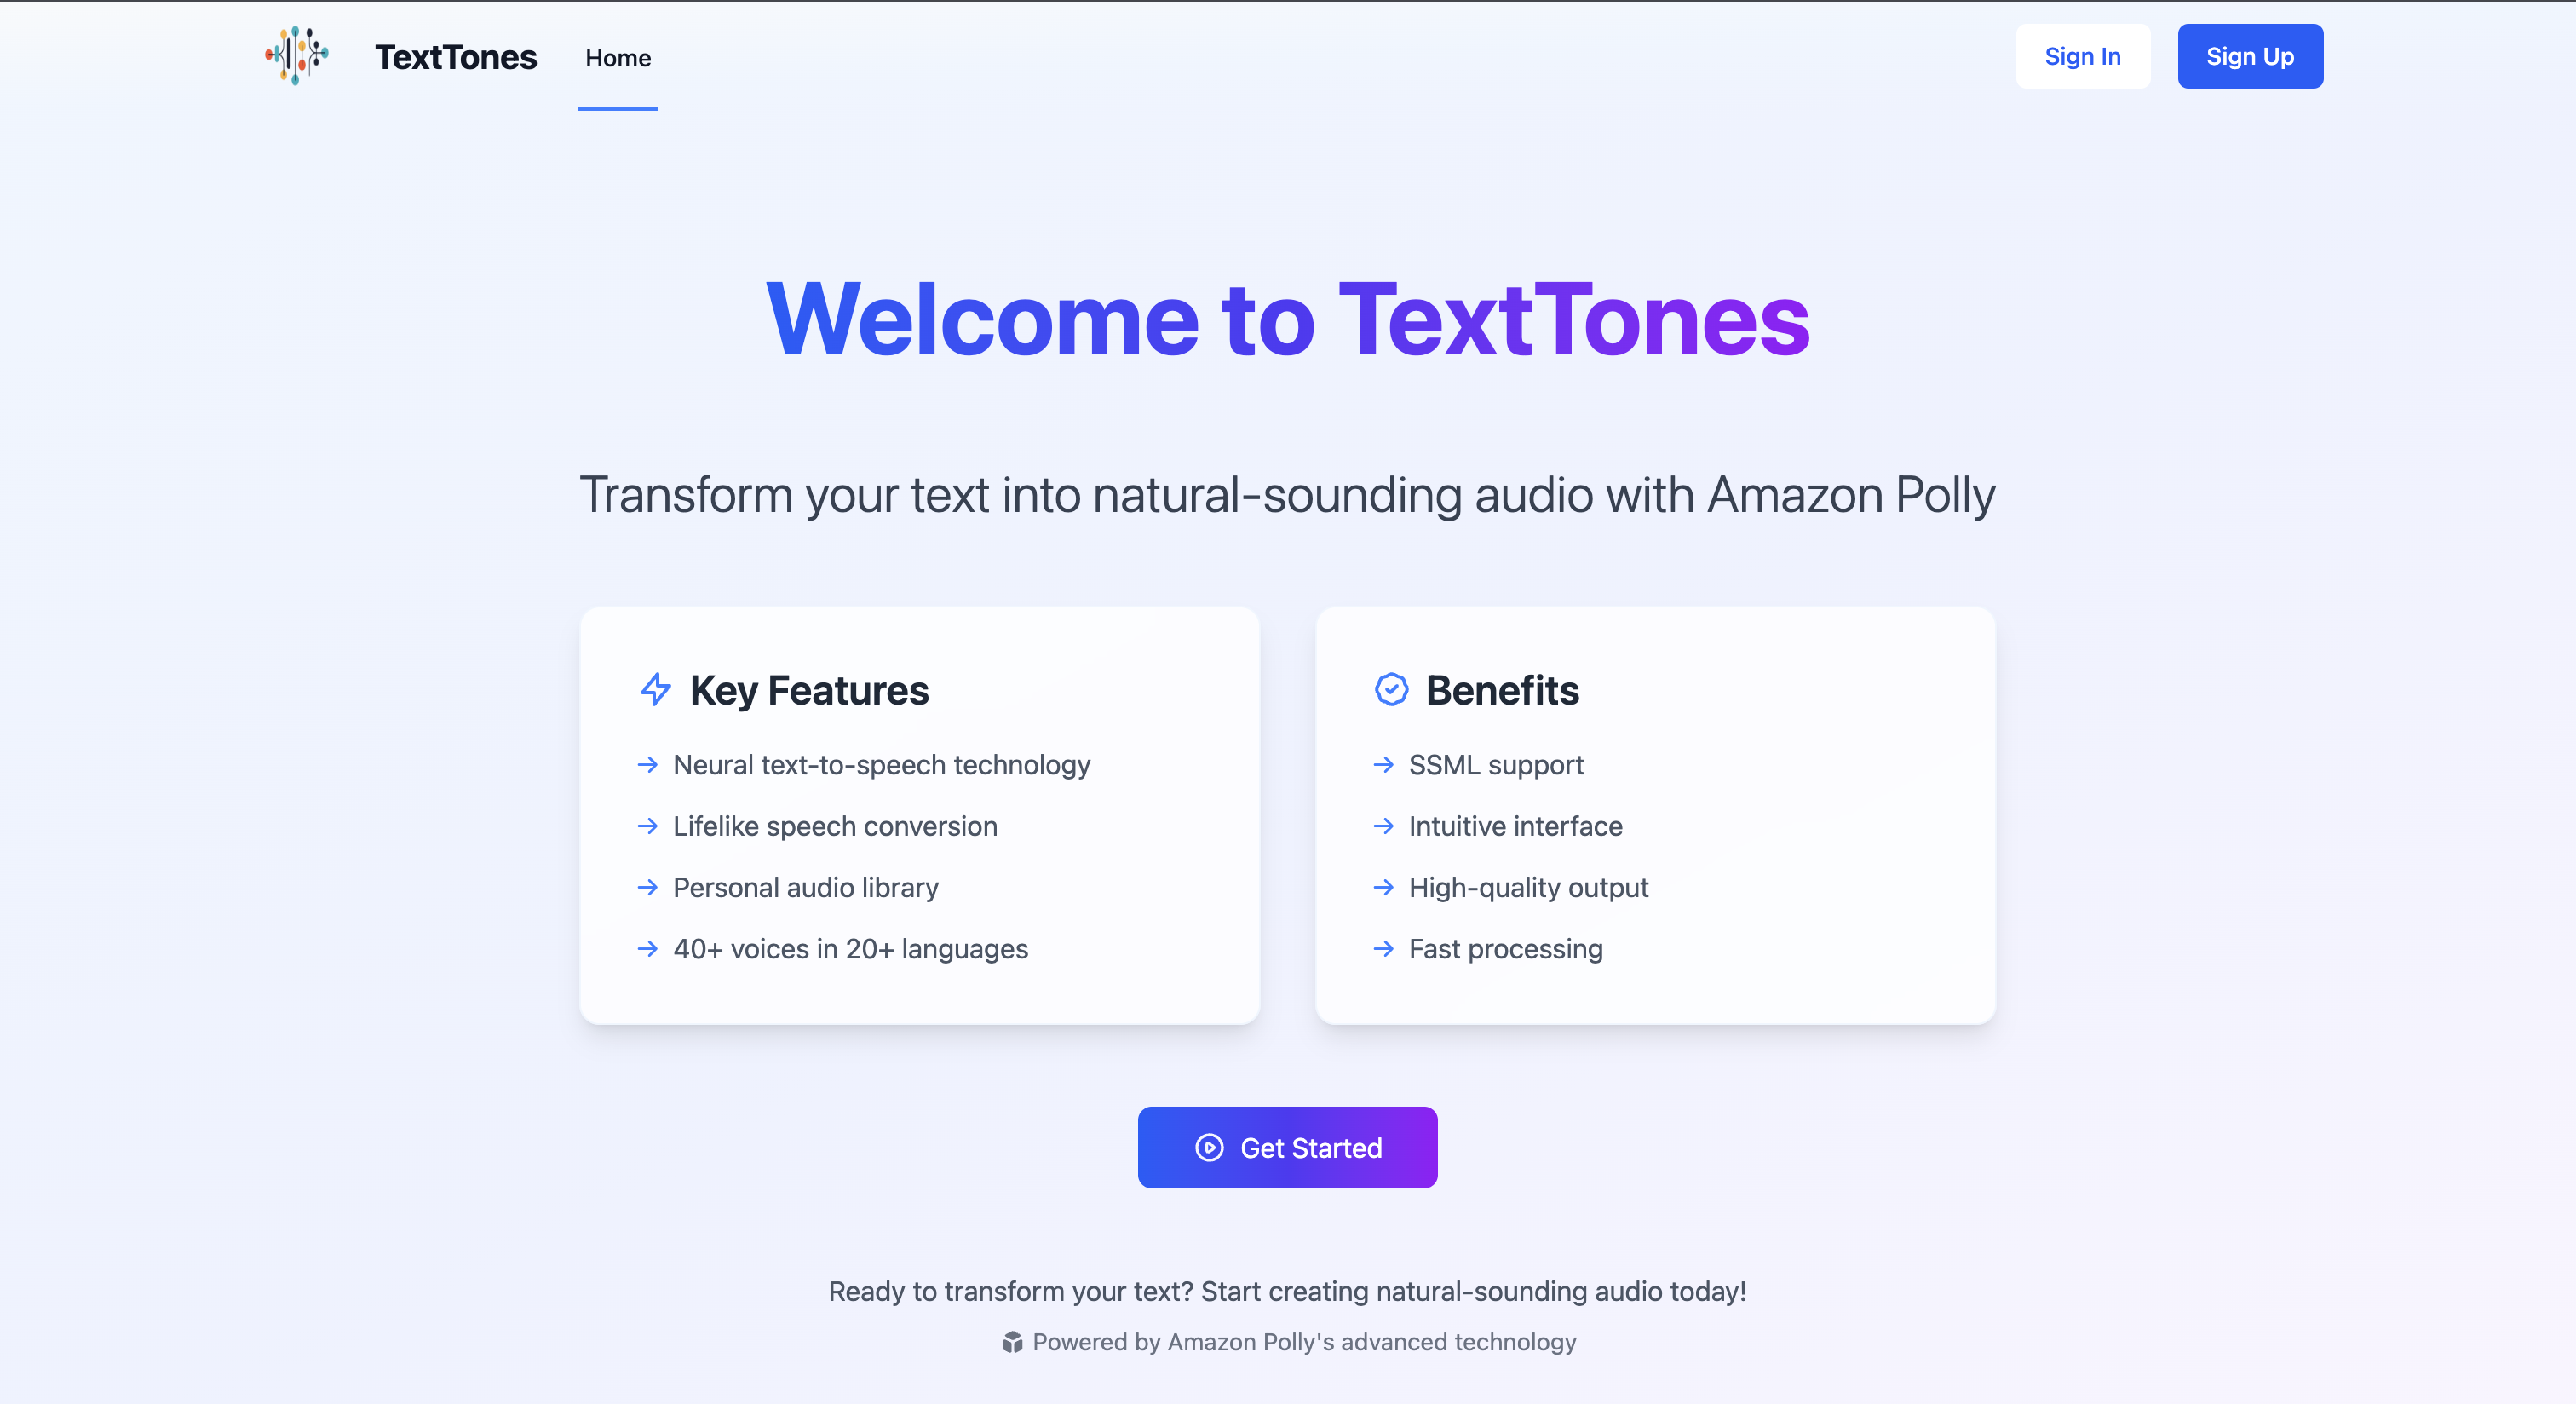 TextTones
Home
Sign In
Sign Up
Welcome to TextTones
Transform your text into natural-sounding audio with Amazon Polly
Key Features
Neural text-to-speech technology
Lifelike speech conversion
Personal audio library
40+ voices in 20+ languages
Benefits
SSML support
Intuitive interface
High-quality output
Fast processing
Get Started
Ready to transform your text? Start creating natural-sounding audio today!
Powered by Amazon Polly's advanced technology